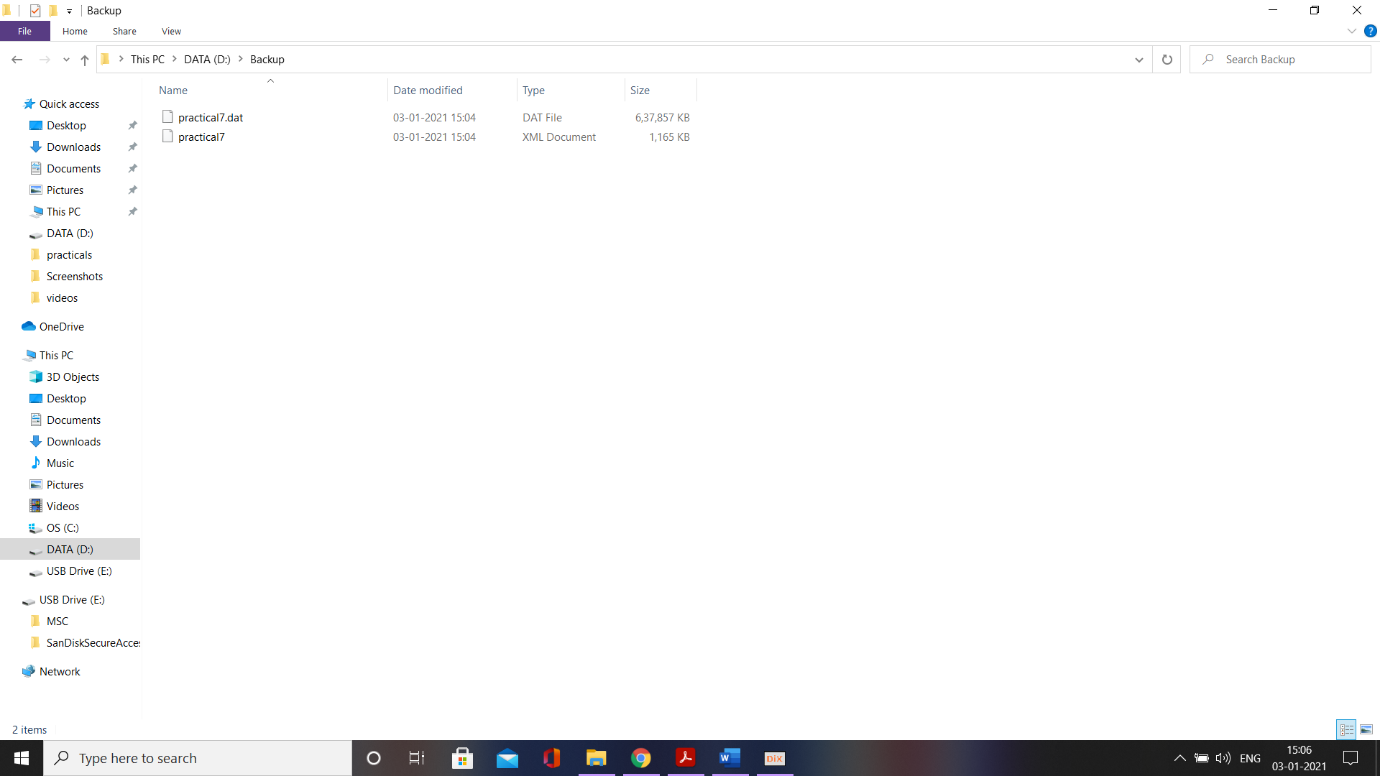 Backup
File Home Share View
This PC DATA (D:) Backup Search Backup
Name Date modified Type Size
practical7.dat 03-01-2021 15:04 DAT File 6,37,857 KB
practical7 03-01-2021 15:04 XML Document 1,165 KB
Quick access
Desktop
Downloads
Documents
Pictures
This PC
DATA (D:)
practicals
Screenshots
videos
OneDrive
This PC
3D Objects
Desktop
Documents
Downloads
Music
Pictures
Videos
OS (C:)
DATA (D:)
USB Drive (E:)
USB Drive (E:)
MSC
SanDiskSecureAcce
Network
2 items
Type here to search
DIX
ENG
15:06
03-01-2021